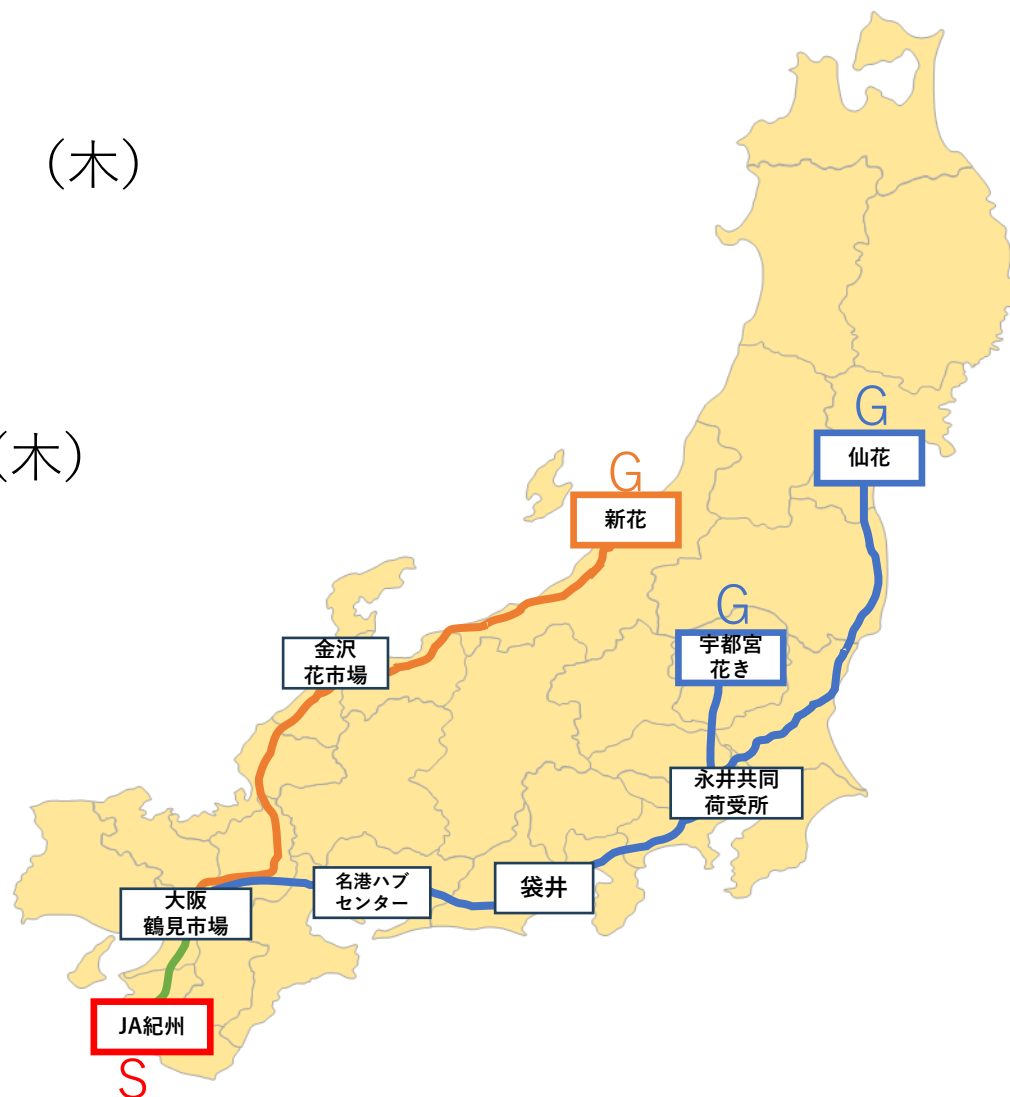 （木）
（木）
G
仙花
G
新花
G
宇都宮
花き
金沢
花市場
永井共同
荷受所
名港ハブ
センター
袋井
大阪
鶴見市場
JA紀州
S